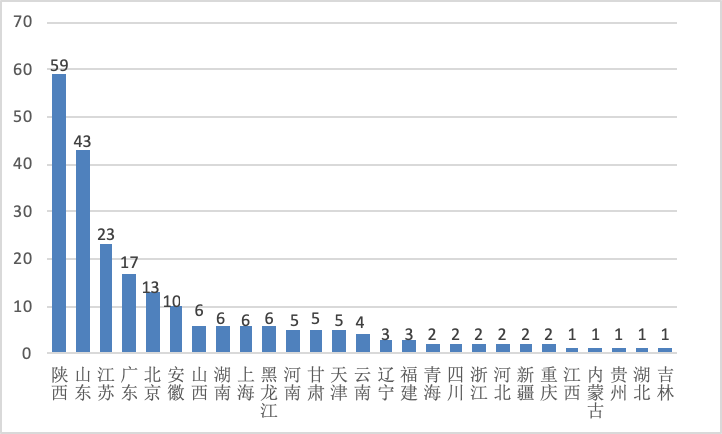 70
60
50
40
30
20
10
0
59
43
23
17
13
10
6
6
6
6
5
5
5
4
3
3
2
2
2
2
2
2
1
1
1
1
1
陕西
山东
江苏
广东
北京
安徽
山西
湖南
上海
黑龙江
河南
甘肃
天津
云南
辽宁
福建
青海
四川
浙江
河北
新疆
重庆
江西
内蒙古
贵州
湖北
吉林